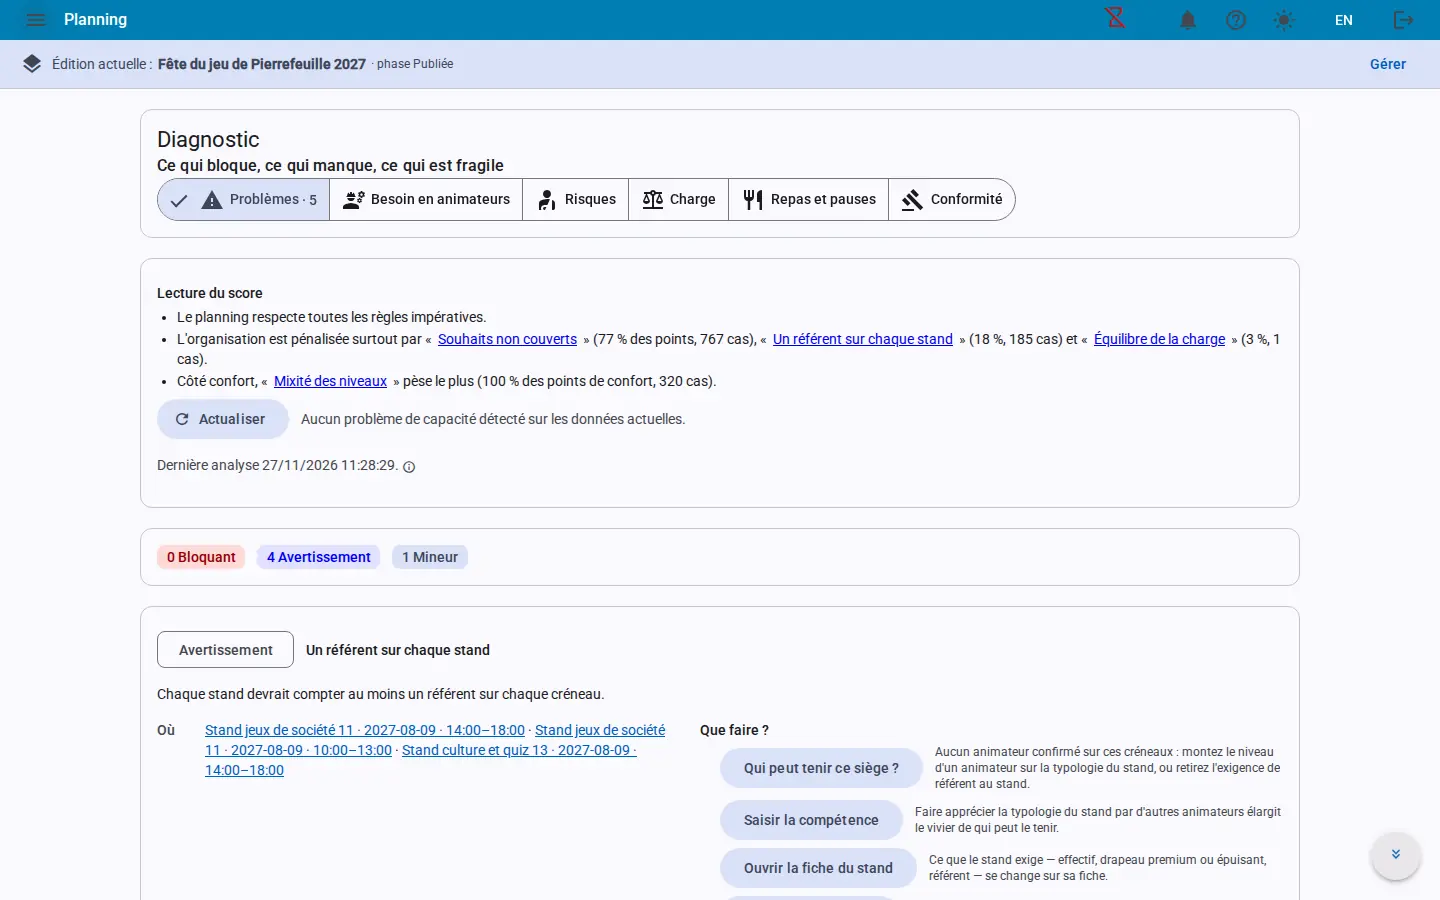 Planning
EN
Édition actuelle : Fête du jeu de Pierrefeuille 2027 · phase Publiée
Gérer
Diagnostic
Ce qui bloque, ce qui manque, ce qui est fragile
Problèmes · 5
Besoin en animateurs
Risques
Charge
Repas et pauses
Conformité
Lecture du score
• Le planning respecte toutes les règles impératives.
• L'organisation est pénalisée surtout par « Souhaits non couverts » (77 % des points, 767 cas), « Un référent sur chaque stand » (18 %, 185 cas) et « Équilibre de la charge » (3 %, 1
cas).
• Côté confort, « Mixité des niveaux » pèse le plus (100 % des points de confort, 320 cas).
Actualiser
Aucun problème de capacité détecté sur les données actuelles.
Dernière analyse 27/11/2026 11:28:29.
0 Bloquant
4 Avertissement
1 Mineur
Avertissement
Un référent sur chaque stand
Chaque stand devrait compter au moins un référent sur chaque créneau.
Où
Stand jeux de société 11 · 2027-08-09 · 14:00–18:00 · Stand jeux de société
11 · 2027-08-09 · 10:00–13:00 · Stand culture et quiz 13 · 2027-08-09 ·
14:00–18:00
Que faire ?
Qui peut tenir ce siège ?
Aucun animateur confirmé sur ces créneaux : montez le niveau
d'un animateur sur la typologie du stand, ou retirez l'exigence de
référent au stand.
Saisir la compétence
Faire apprécier la typologie du stand par d'autres animateurs élargit
le vivier de qui peut le tenir.
Ouvrir la fiche du stand
Ce que le stand exige — effectif, drapeau premium ou épuisant,
référent — se change sur sa fiche.